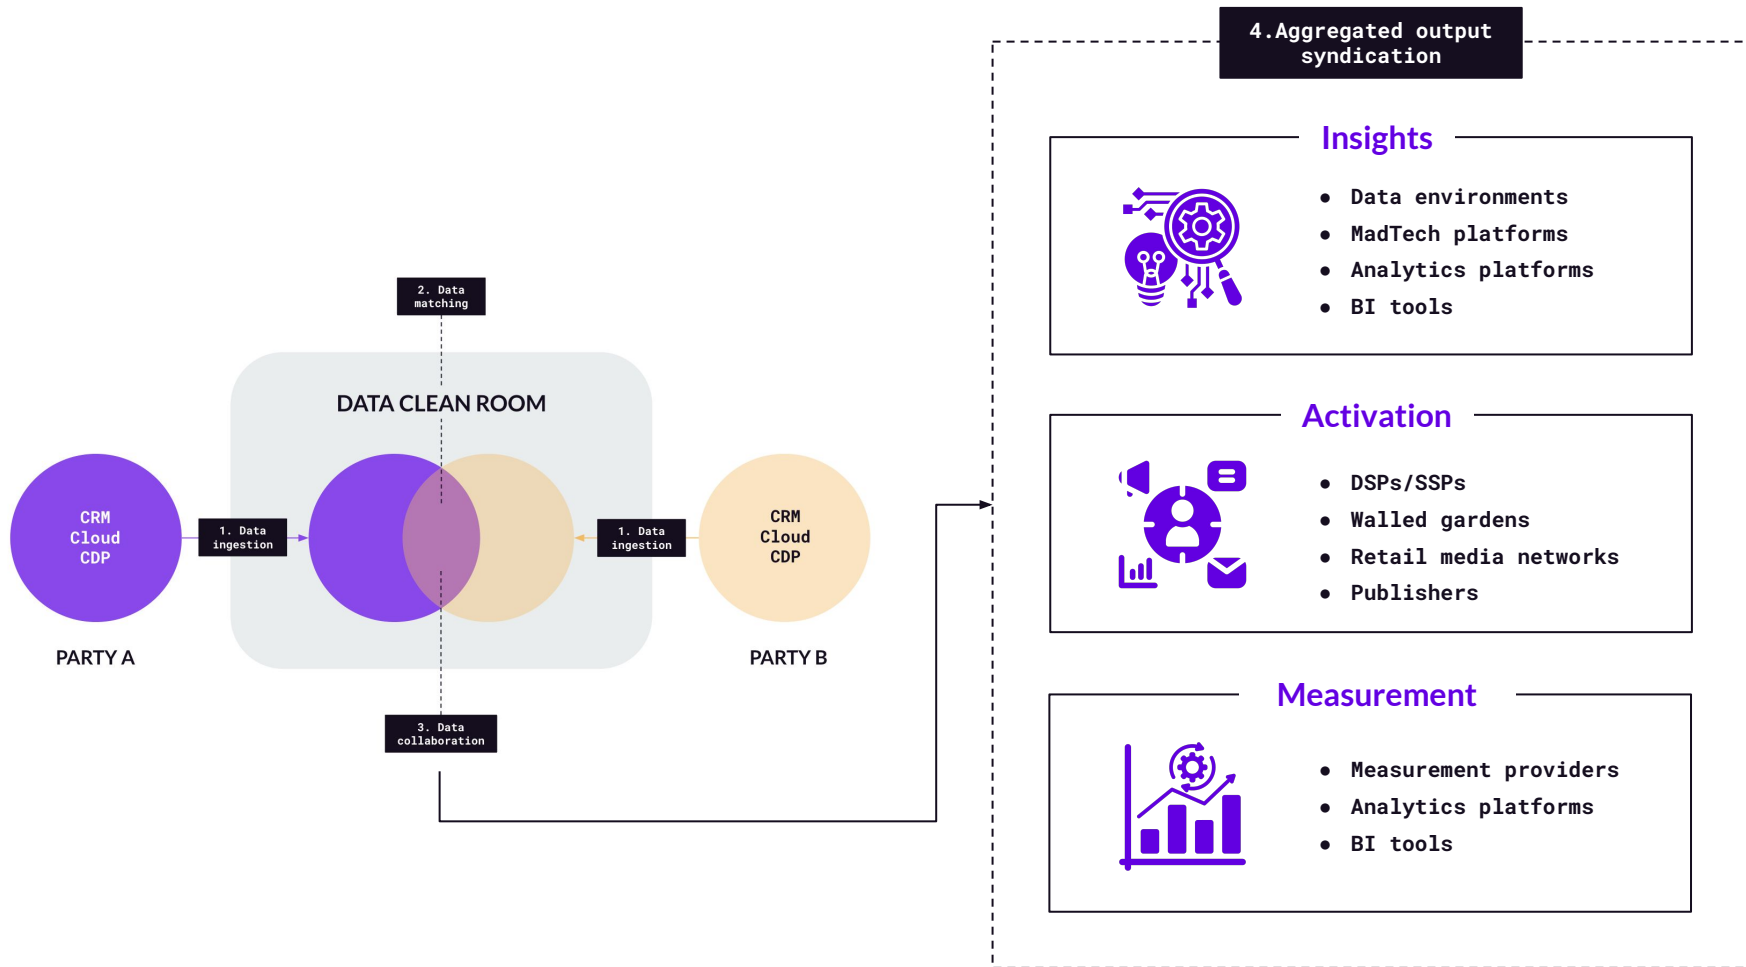 2. Data
matching
DATA CLEAN ROOM
CRM
Cloud
CDP
1. Data
ingestion
1. Data
ingestion
CRM
Cloud
CDP
PARTY A
PARTY B
3. Data
collaboration
4.Aggregated output
syndication
Insights
● Data environments
● MadTech platforms
● Analytics platforms
● BI tools
Activation
● DSPs/SSPs
● Walled gardens
● Retail media networks
● Publishers
Measurement
● Measurement providers
● Analytics platforms
● BI tools